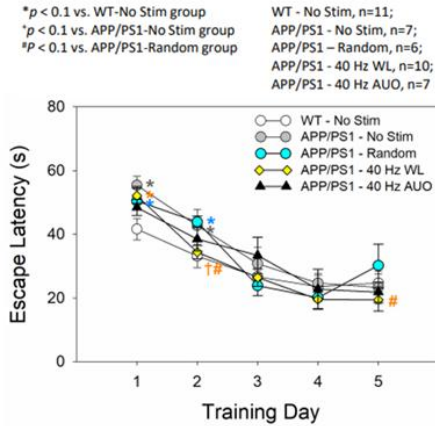 *p < 0.1 vs. WT-No Stim group
⁺p < 0.1 vs. APP/PS1-No Stim group
#P < 0.1 vs. APP/PS1-Random group
WT - No Stim, n=11;
APP/PS1 - No Stim, n=7;
APP/PS1 – Random, n=6;
APP/PS1 - 40 Hz WL, n=10;
APP/PS1 - 40 Hz AUO, n=7
WT - No Stim
APP/PS1 - No Stim
APP/PS1 - Random
APP/PS1 - 40 Hz WL
APP/PS1 - 40 Hz AUO
Escape Latency (s)
80
60
40
20
0
*
*
*
*
*
†#
#
1 2 3 4 5
Training Day